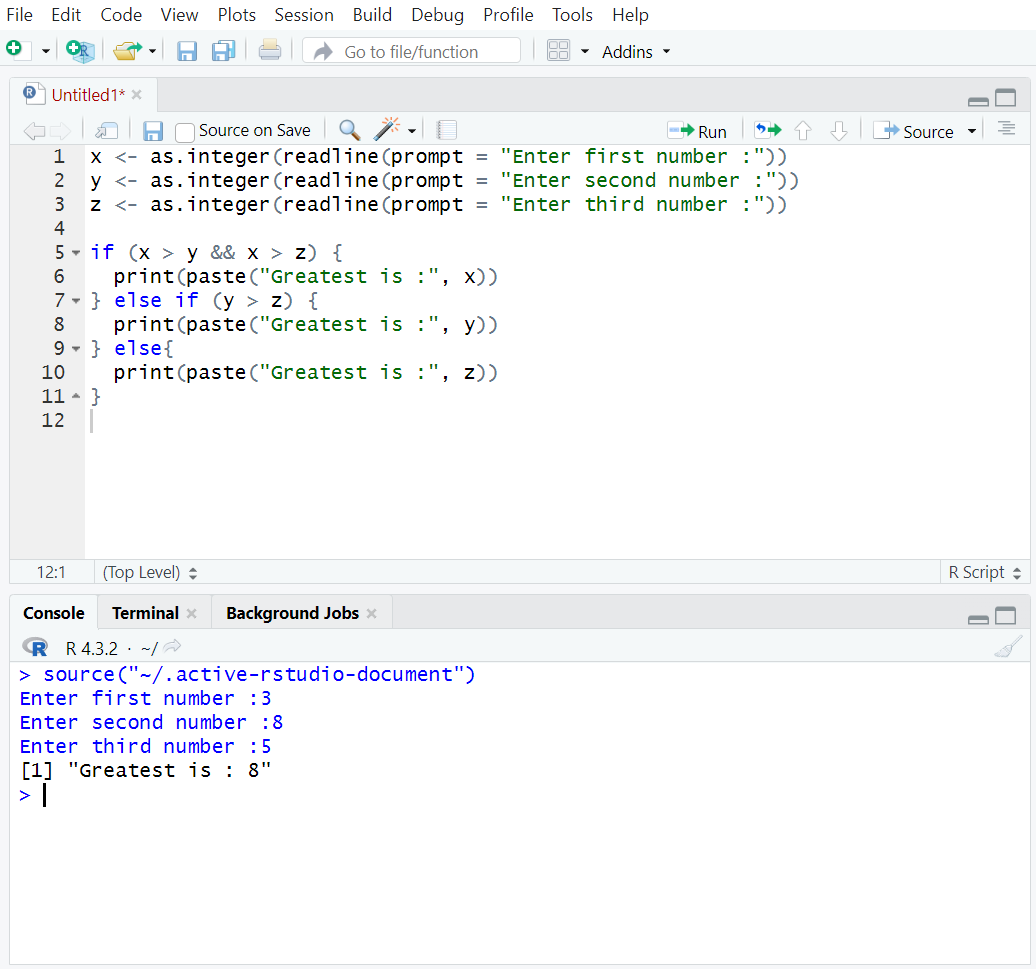 File Edit Code View Plots Session Build Debug Profile Tools Help
R Go to file/function Addins
R Untitled1*
Source on Save Run Source
1 x <- as.integer(readline(prompt = "Enter first number :"))
2 y <- as.integer(readline(prompt = "Enter second number :"))
3 z <- as.integer(readline(prompt = "Enter third number :"))
4
5 if (x > y && x > z) {
6   print(paste("Greatest is :", x))
7 } else if (y > z) {
8   print(paste("Greatest is :", y))
9 } else{
10   print(paste("Greatest is :", z))
11 }
12
12:1 (Top Level) R Script
Console Terminal Background Jobs
R R 4.3.2 · ~/
> source("~/.active-rstudio-document")
Enter first number :3
Enter second number :8
Enter third number :5
[1] "Greatest is : 8"
>